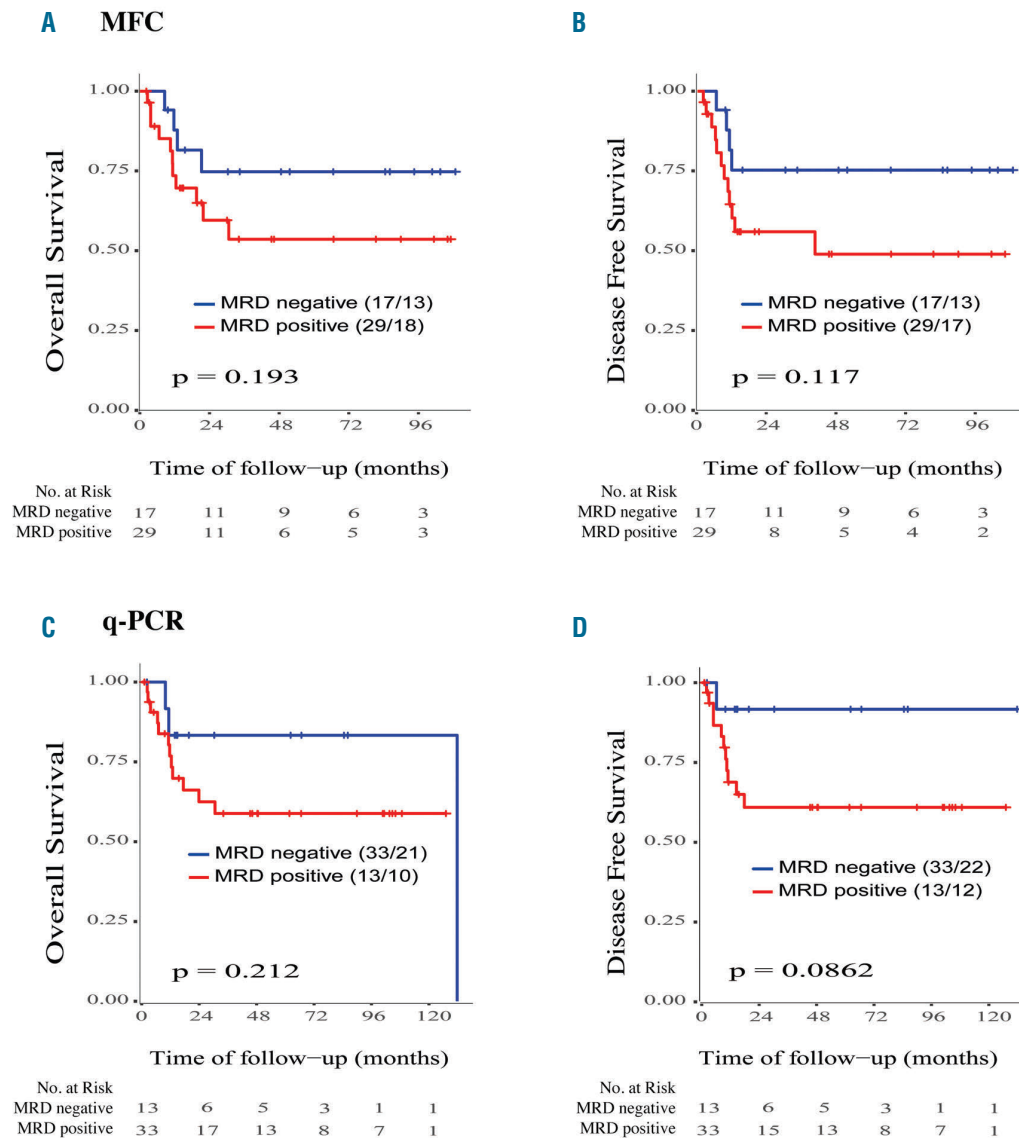 A MFC
B
Overall Survival
1.00
0.75
0.50
0.25
0.00
MRD negative (17/13)
MRD positive (29/18)
p = 0.193
0 24 48 72 96
Time of follow–up (months)
No. at Risk
MRD negative 17 11 9 6 3
MRD positive 29 11 6 5 3
Disease Free Survival
1.00
0.75
0.50
0.25
0.00
MRD negative (17/13)
MRD positive (29/17)
p = 0.117
0 24 48 72 96
Time of follow–up (months)
No. at Risk
MRD negative 17 11 9 6 3
MRD positive 29 8 5 4 2
C q-PCR
D
Overall Survival
1.00
0.75
0.50
0.25
0.00
MRD negative (33/21)
MRD positive (13/10)
p = 0.212
0 24 48 72 96 120
Time of follow–up (months)
No. at Risk
MRD negative 13 6 5 3 1 1
MRD positive 33 17 13 8 7 1
Disease Free Survival
1.00
0.75
0.50
0.25
0.00
MRD negative (33/22)
MRD positive (13/12)
p = 0.0862
0 24 48 72 96 120
Time of follow–up (months)
No. at Risk
MRD negative 13 6 5 3 1 1
MRD positive 33 15 13 8 7 1